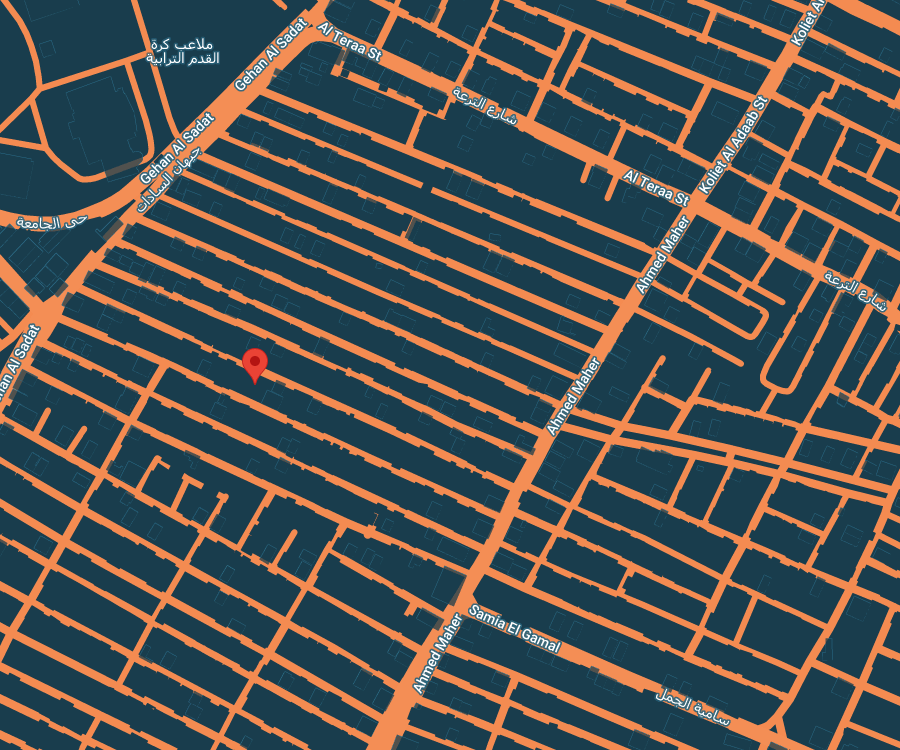 Koliet Al
ملاعب كرة
القدم الترابية
Gehan Al Sadat
Al Teraa St
شارع الترعة
Koliet Al Adaab St
Gehan Al Sadat
جيهان السادات
Al Teraa St
حي الجامعة
Ahmed Maher
شارع الترعة
han Al Sadat
Ahmed Maher
Samia El Gamal
Ahmed Maher
سامية الجمل